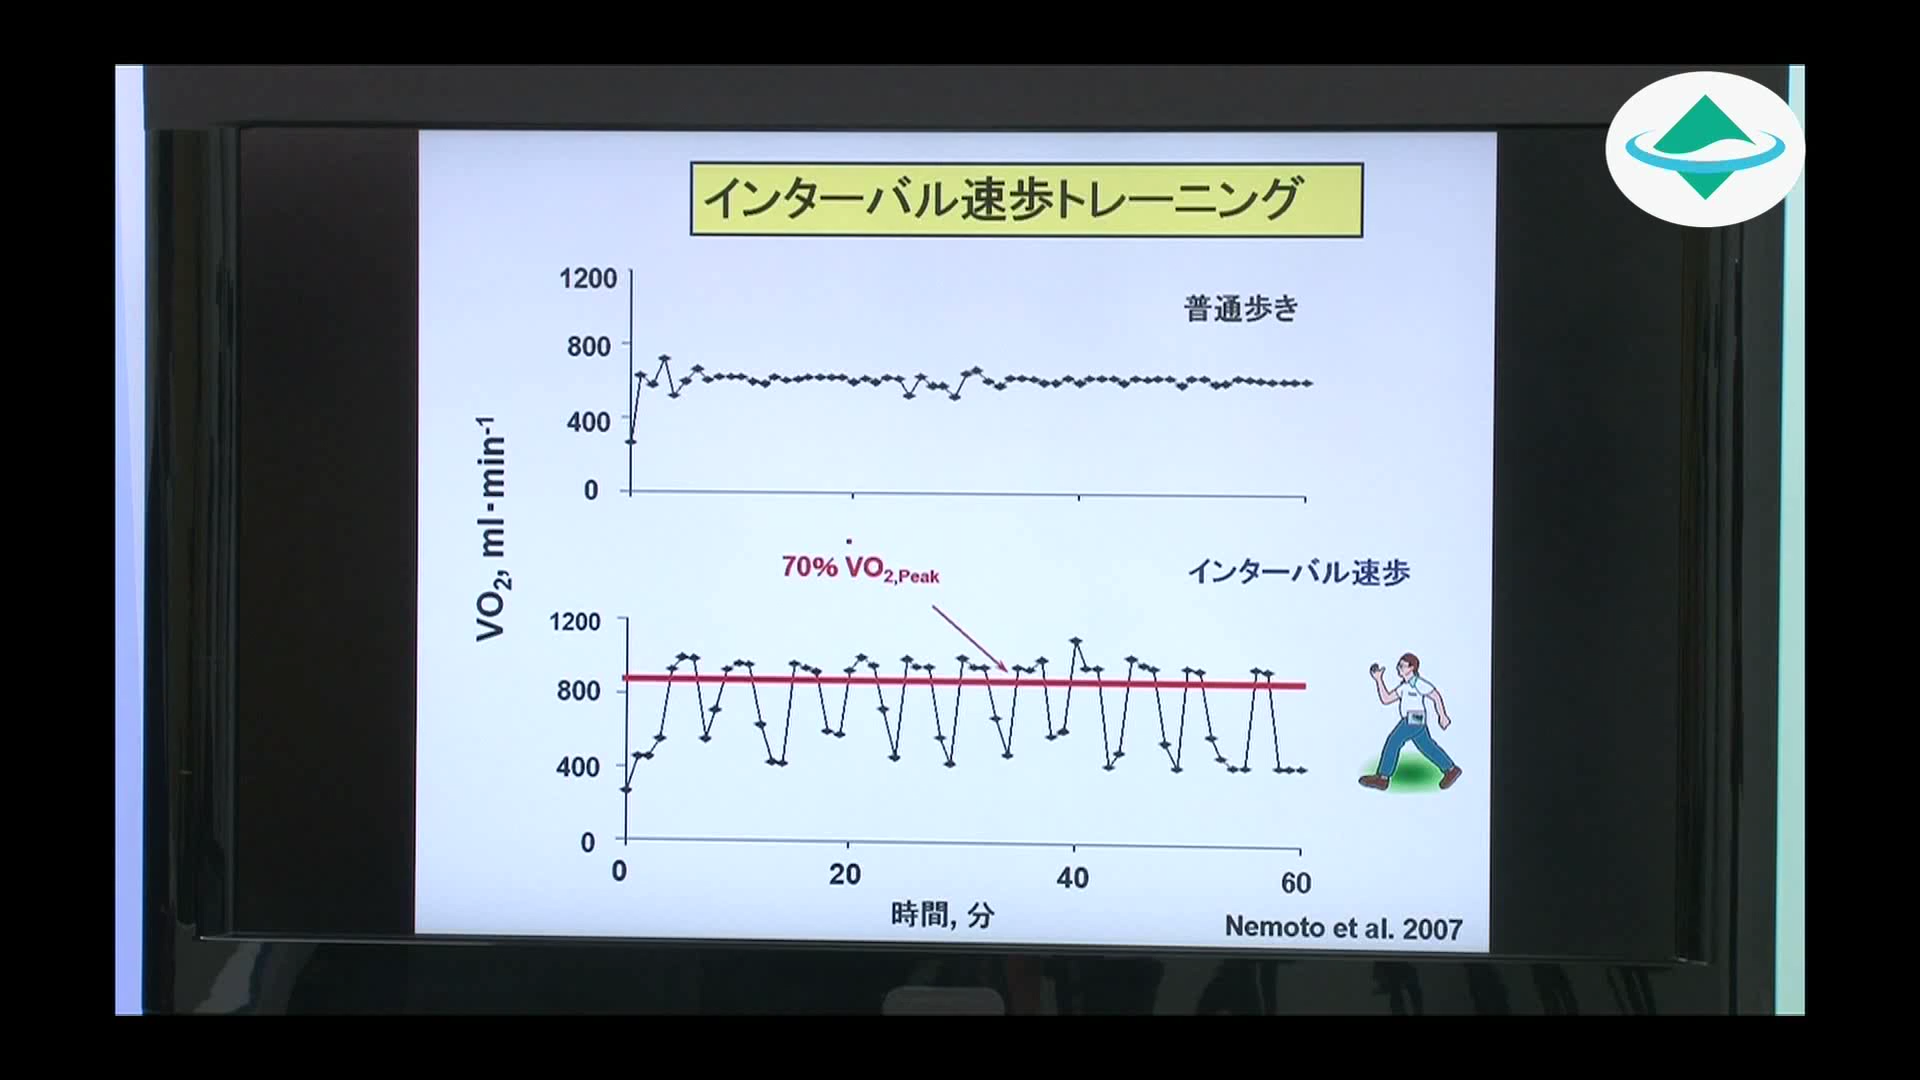 インターバル速歩トレーニング
1200
普通歩き
800
400
0
VO2, ml・min-1
70% V̇O2,Peak
インターバル速歩
1200
800
400
0
0 20 40 60
時間, 分
Nemoto et al. 2007